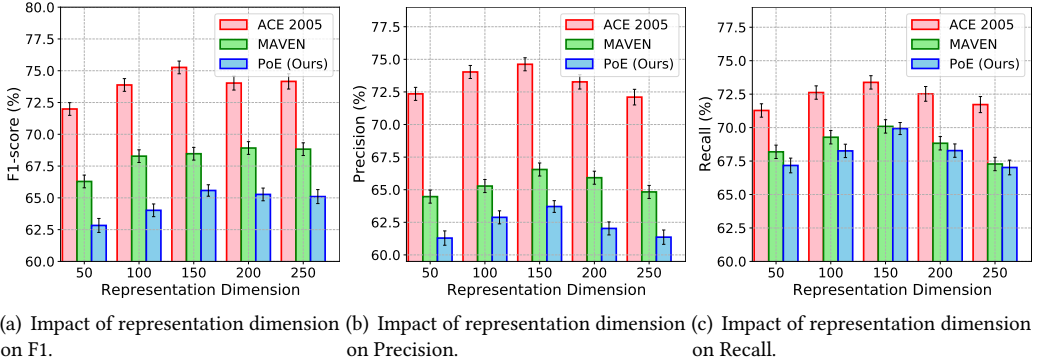 80.0
77.5
75.0
72.5
70.0
67.5
65.0
62.5
60.0
F1-score (%)
50 100 150 200 250
Representation Dimension
ACE 2005
MAVEN
PoE (Ours)
77.5
75.0
72.5
70.0
67.5
65.0
62.5
60.0
Precision (%)
50 100 150 200 250
Representation Dimension
ACE 2005
MAVEN
PoE (Ours)
77.5
75.0
72.5
70.0
67.5
65.0
62.5
60.0
Recall (%)
50 100 150 200 250
Representation Dimension
ACE 2005
MAVEN
PoE (Ours)
(a) Impact of representation dimension
on F1.
(b) Impact of representation dimension
on Precision.
(c) Impact of representation dimension
on Recall.